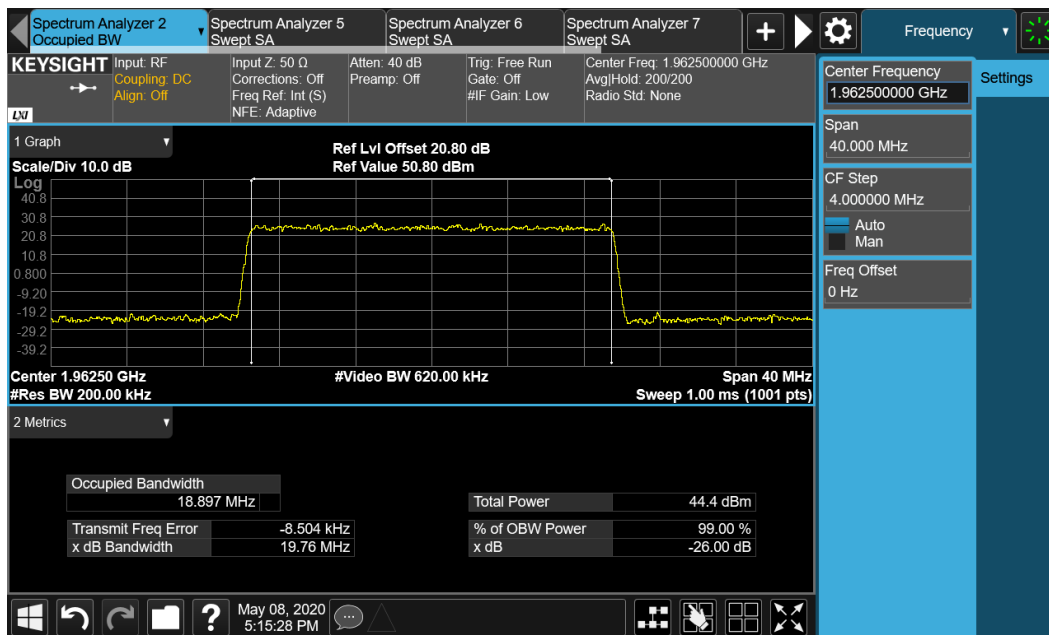 Spectrum Analyzer 2
Occupied BW
Spectrum Analyzer 5
Swept SA
Spectrum Analyzer 6
Swept SA
Spectrum Analyzer 7
Swept SA
Frequency
KEYSIGHT
LXI
Input: RF
Coupling: DC
Align: Off
Input Z: 50 Ω
Corrections: Off
Freq Ref: Int (S)
NFE: Adaptive
Atten: 40 dB
Preamp: Off
Trig: Free Run
Gate: Off
#IF Gain: Low
Center Freq: 1.962500000 GHz
Avg|Hold: 200/200
Radio Std: None
Center Frequency
1.962500000 GHz
Settings
Span
40.000 MHz
CF Step
4.000000 MHz
Auto
Man
Freq Offset
0 Hz
1 Graph
Scale/Div 10.0 dB
Ref Lvl Offset 20.80 dB
Ref Value 50.80 dBm
Log
40.8
30.8
20.8
10.8
0.800
-9.20
-19.2
-29.2
-39.2
Center 1.96250 GHz
#Video BW 620.00 kHz
Span 40 MHz
#Res BW 200.00 kHz
Sweep 1.00 ms (1001 pts)
2 Metrics
Occupied Bandwidth
18.897 MHz
Total Power 44.4 dBm
Transmit Freq Error -8.504 kHz
% of OBW Power 99.00 %
x dB Bandwidth 19.76 MHz
x dB -26.00 dB
May 08, 2020
5:15:28 PM